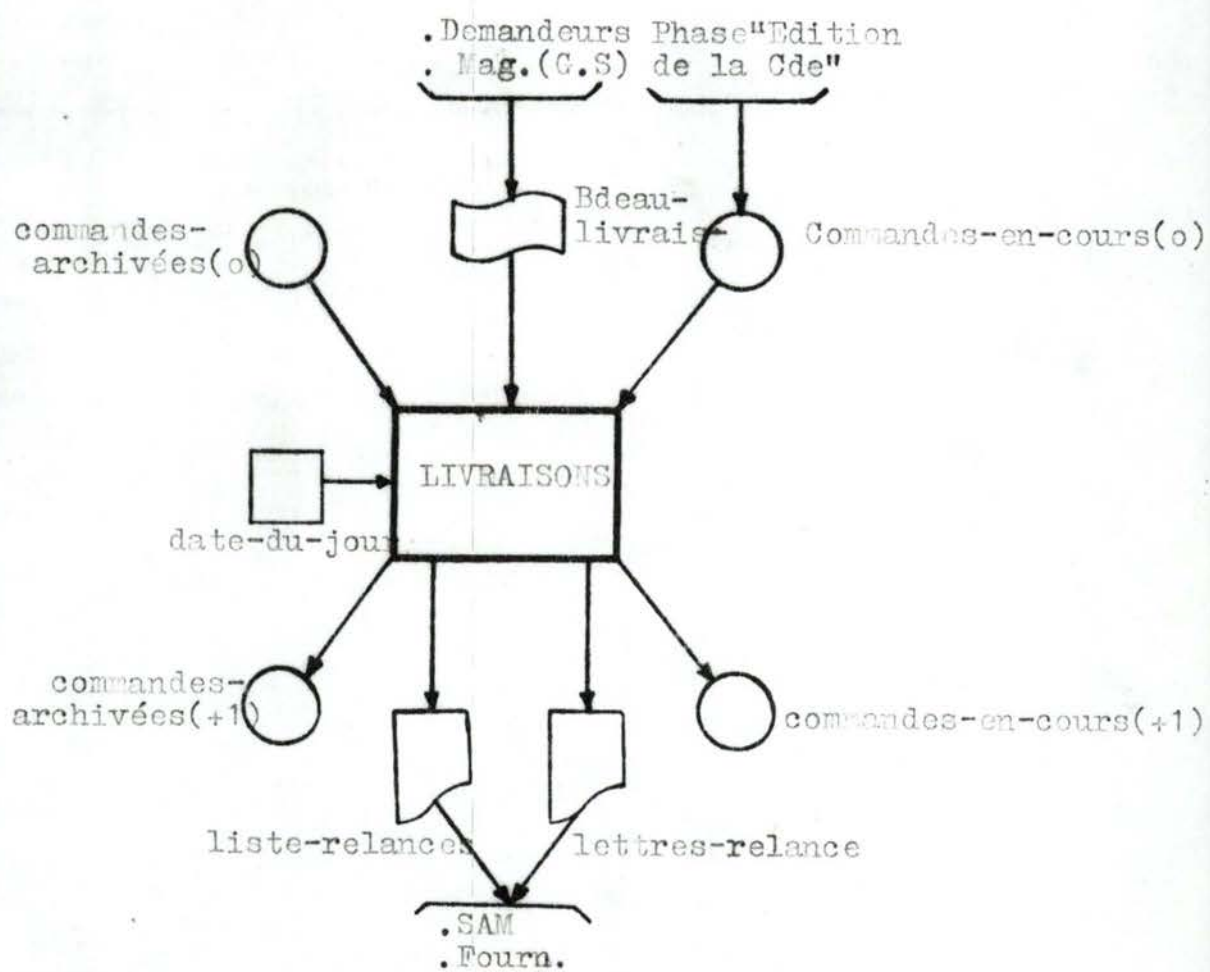 .Demandeurs Phase"Edition
. Mag.(G.S) de la Cde"
Bdeau-
livrais-
commandes-
archivées(o)
Commandes-en-cours(o)
LIVRAISONS
date-du-jour
commandes-
archivées(+1)
commandes-en-cours(+1)
liste-relances
lettres-relance
.SAM
.Fourn.